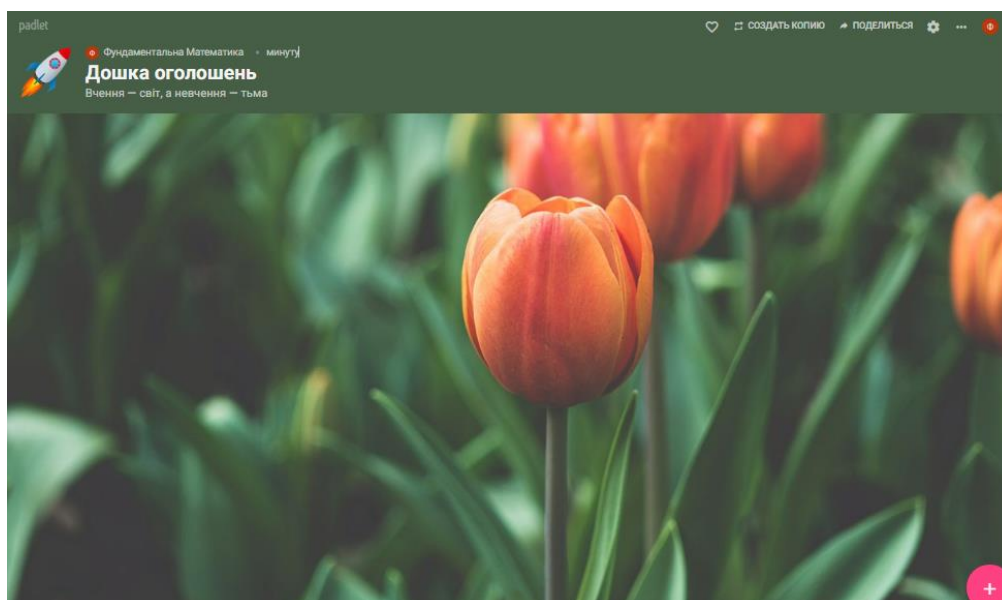 padlet
СОЗДАТЬ КОПИЮ ПОДЕЛИТЬСЯ
Ф Фундаментальна Математика • минуту
Дошка оголошень
Вчення — світ, а невчення — тьма